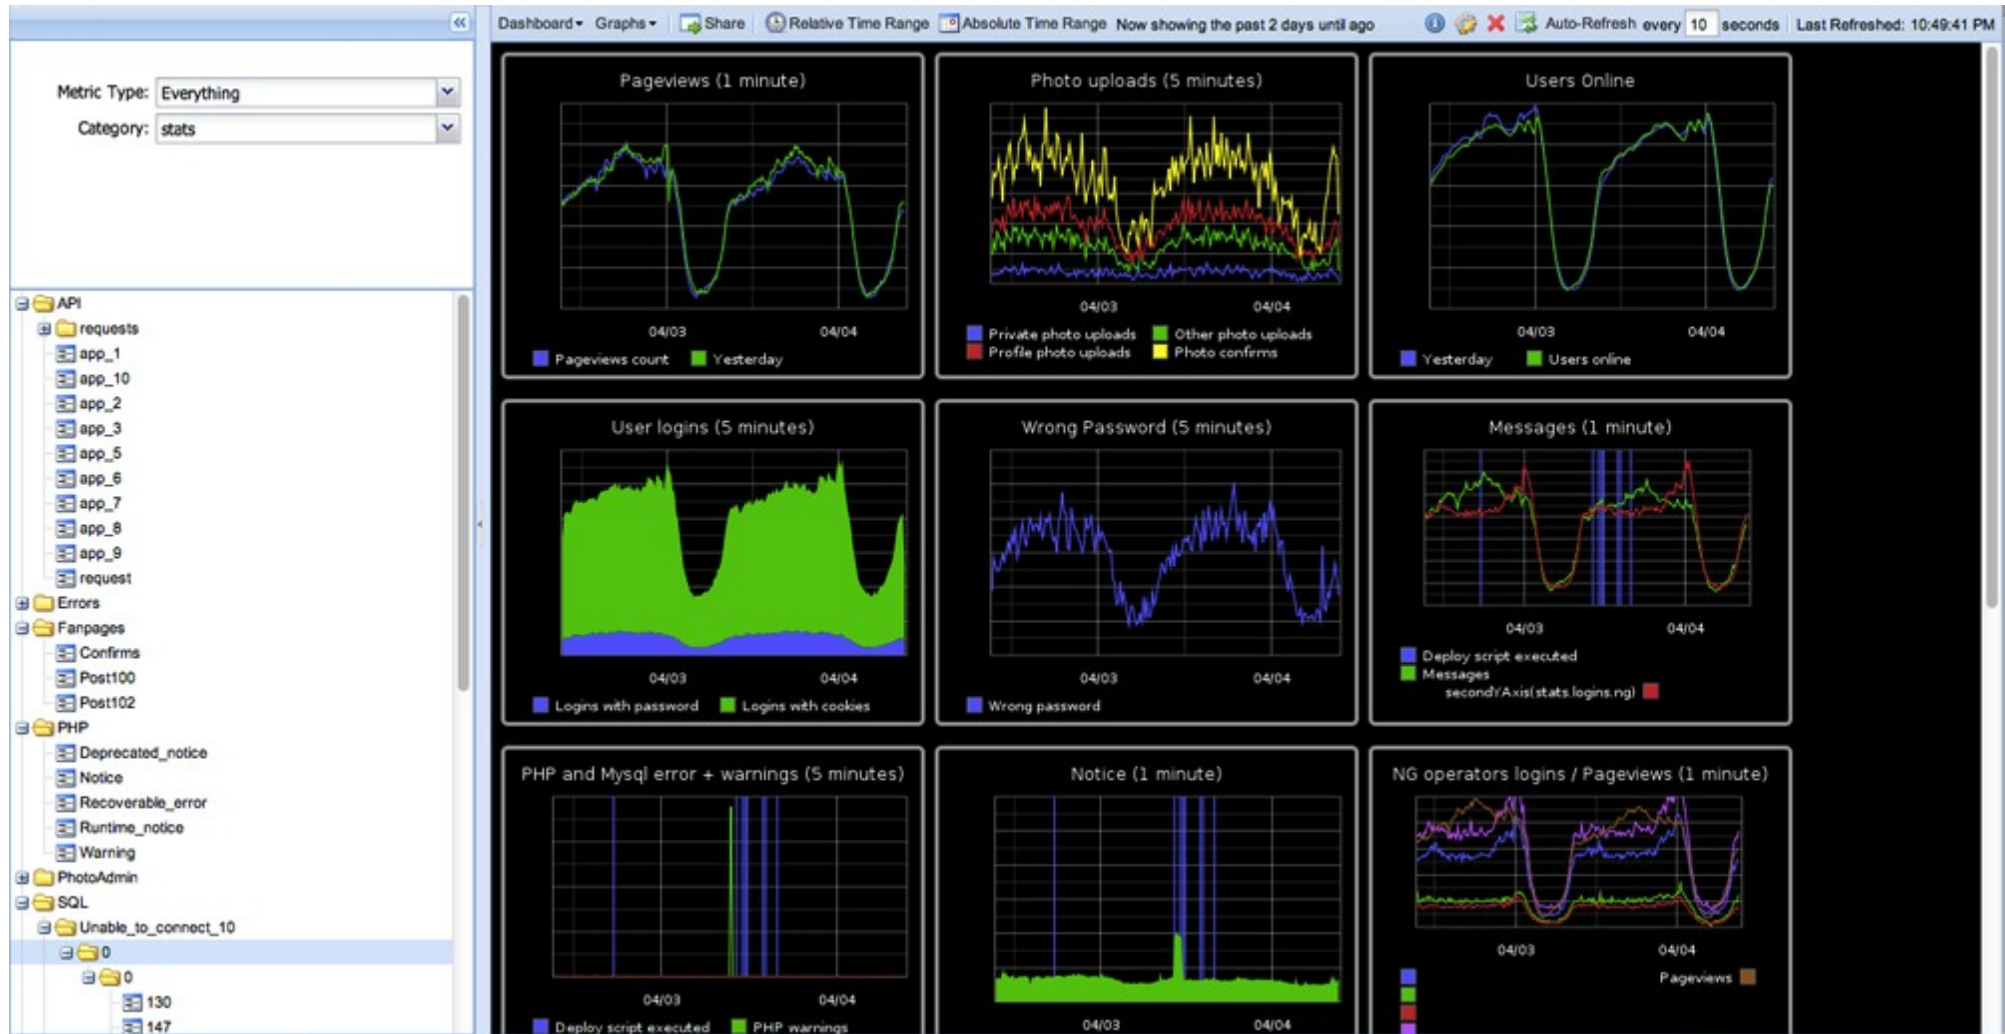 Dashboard Graphs Share Relative Time Range Absolute Time Range Now showing the past 2 days until ago Auto-Refresh every 10 seconds Last Refreshed: 10:49:41 PM
Metric Type: Everything
Category: stats
API
requests
app_1
app_10
app_2
app_3
app_5
app_6
app_7
app_8
app_9
request
Errors
Fanpages
Confirms
Post100
Post102
PHP
Deprecated_notice
Notice
Recoverable_error
Runtime_notice
Warning
PhotoAdmin
SQL
Unable_to_connect_10
0
0
130
147
Pageviews (1 minute)
04/03 04/04
Pageviews count Yesterday
Photo uploads (5 minutes)
04/03 04/04
Private photo uploads Other photo uploads
Profile photo uploads Photo confirms
Users Online
04/03 04/04
Yesterday Users online
User logins (5 minutes)
04/03 04/04
Logins with password Logins with cookies
Wrong Password (5 minutes)
04/03 04/04
Wrong password
Messages (1 minute)
04/03 04/04
Deploy script executed
Messages
secondYAxis(stats.logins.ng)
PHP and Mysql error + warnings (5 minutes)
04/03 04/04
Deploy script executed PHP warnings
Notice (1 minute)
04/03 04/04
NG operators logins / Pageviews (1 minute)
04/03 04/04
Pageviews